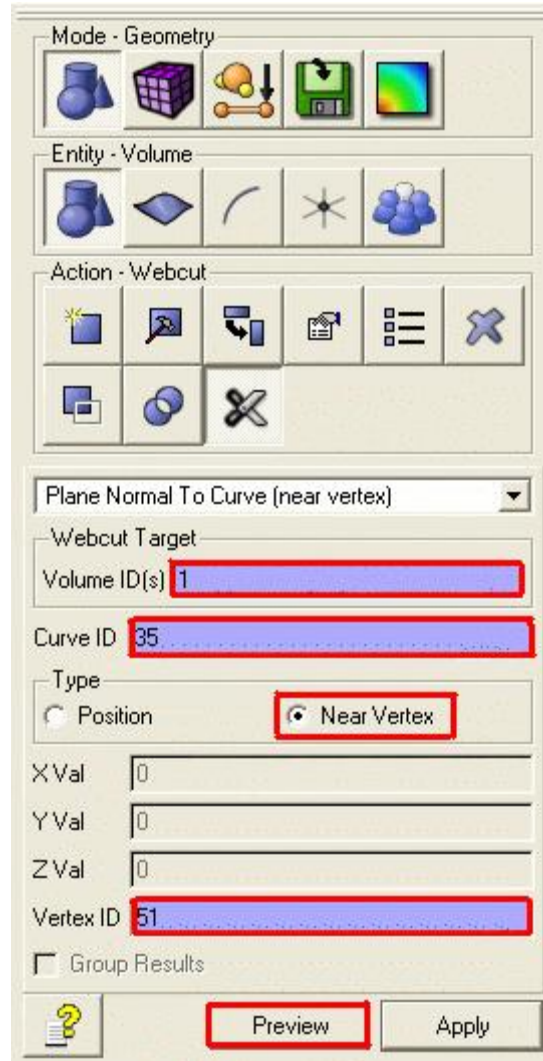 Mode - Geometry
Entity - Volume
Action - Webcut
Plane Normal To Curve (near vertex)
Webcut Target
Volume ID(s) 1
Curve ID 35
Type
Position Near Vertex
X Val 0
Y Val 0
Z Val 0
Vertex ID 51
Group Results
Preview Apply